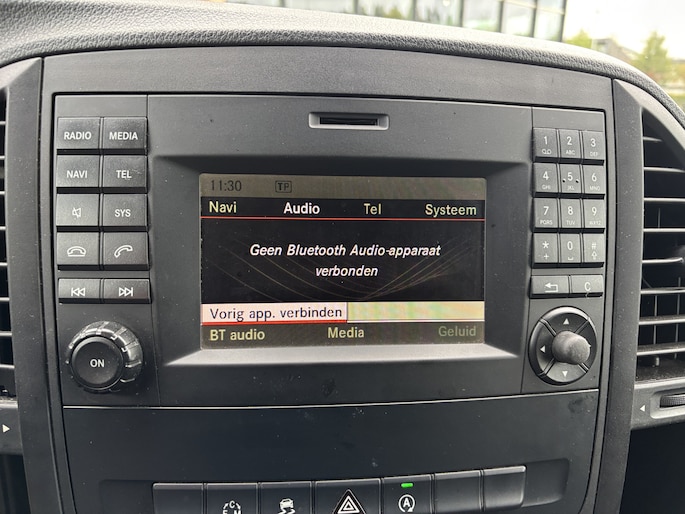 RADIO MEDIA
NAVI TEL
SYS
11:30 TP
Navi Audio Tel Systeem
Geen Bluetooth Audio-apparaat
verbonden
Vorig app. verbinden
BT audio Media Geluid
ON
1 2 ABC 3 DEF
4 GHI 5 JKL 6 MNO
7 PQRS 8 TUV 9 WXYZ
* + 0 #
C
C
E M
A